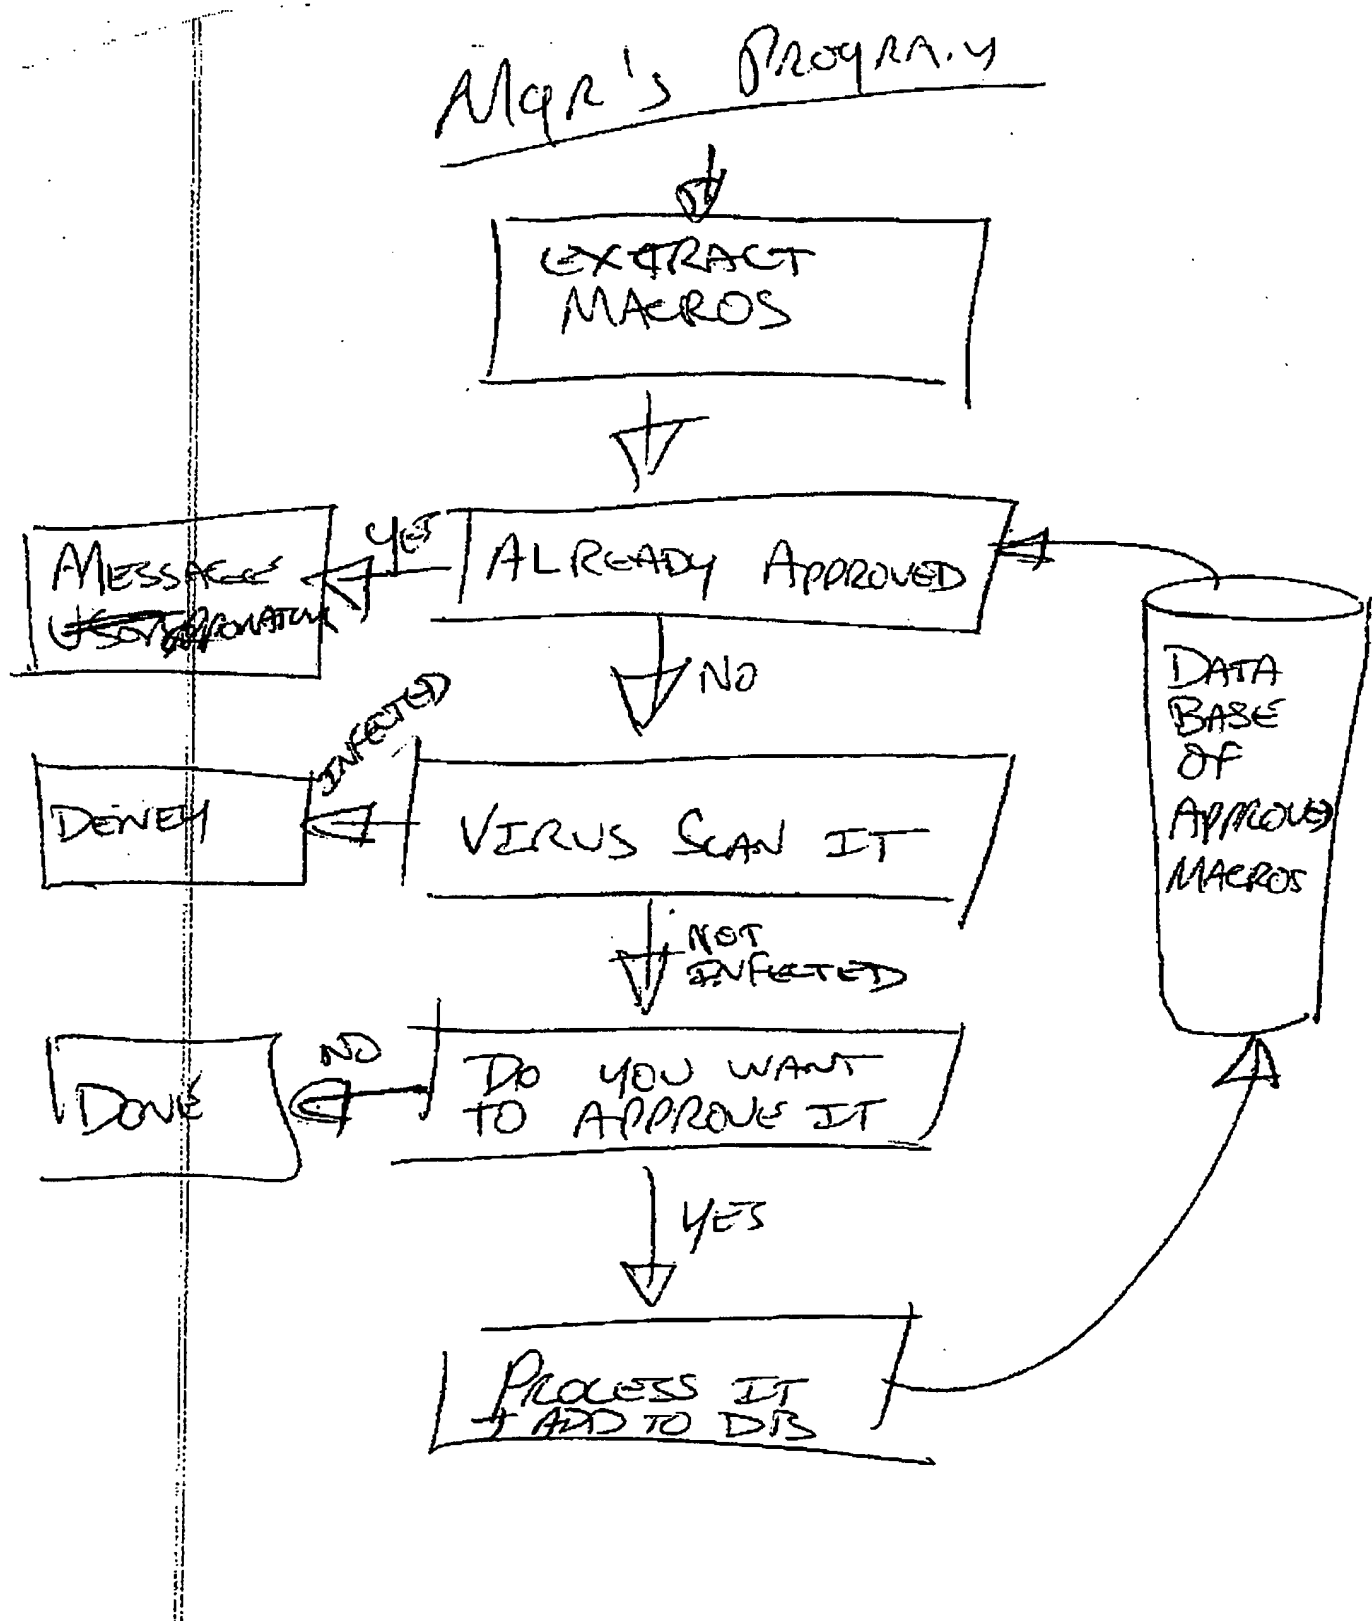 Mgr's Program
EXTRACT
MACROS
YES
ALREADY APPROVED
MESSAGE
NO
DATA
BASE
OF
APPROVED
MACROS
INFECTED
DENEY
VIRUS SCAN IT
NOT
INFECTED
NO
DO YOU WANT
TO APPROVE IT
DONE
YES
PROCESS IT
+ ADD TO DB